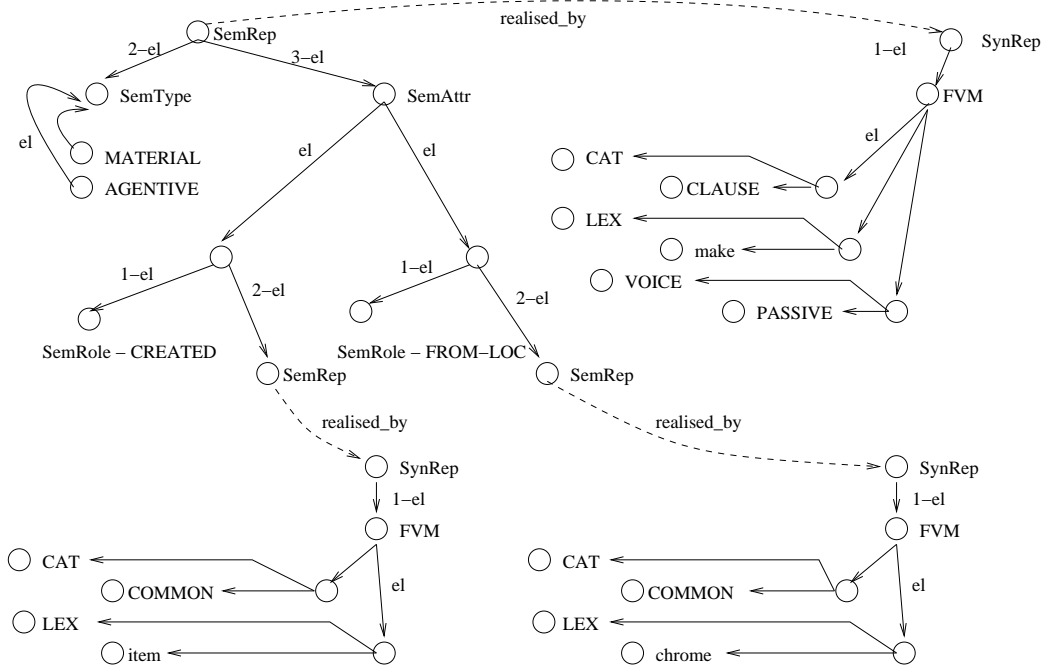 realised_by
SemRep
SynRep
2−el
3−el
1−el
SemType
SemAttr
FVM
el
MATERIAL
AGENTIVE
el
el
el
CAT
CLAUSE
LEX
make
VOICE
PASSIVE
1−el
2−el
1−el
2−el
SemRole − CREATED
SemRole − FROM−LOC
SemRep
SemRep
realised_by
realised_by
SynRep
SynRep
1−el
1−el
FVM
FVM
CAT
CAT
COMMON
el
COMMON
el
LEX
LEX
item
chrome